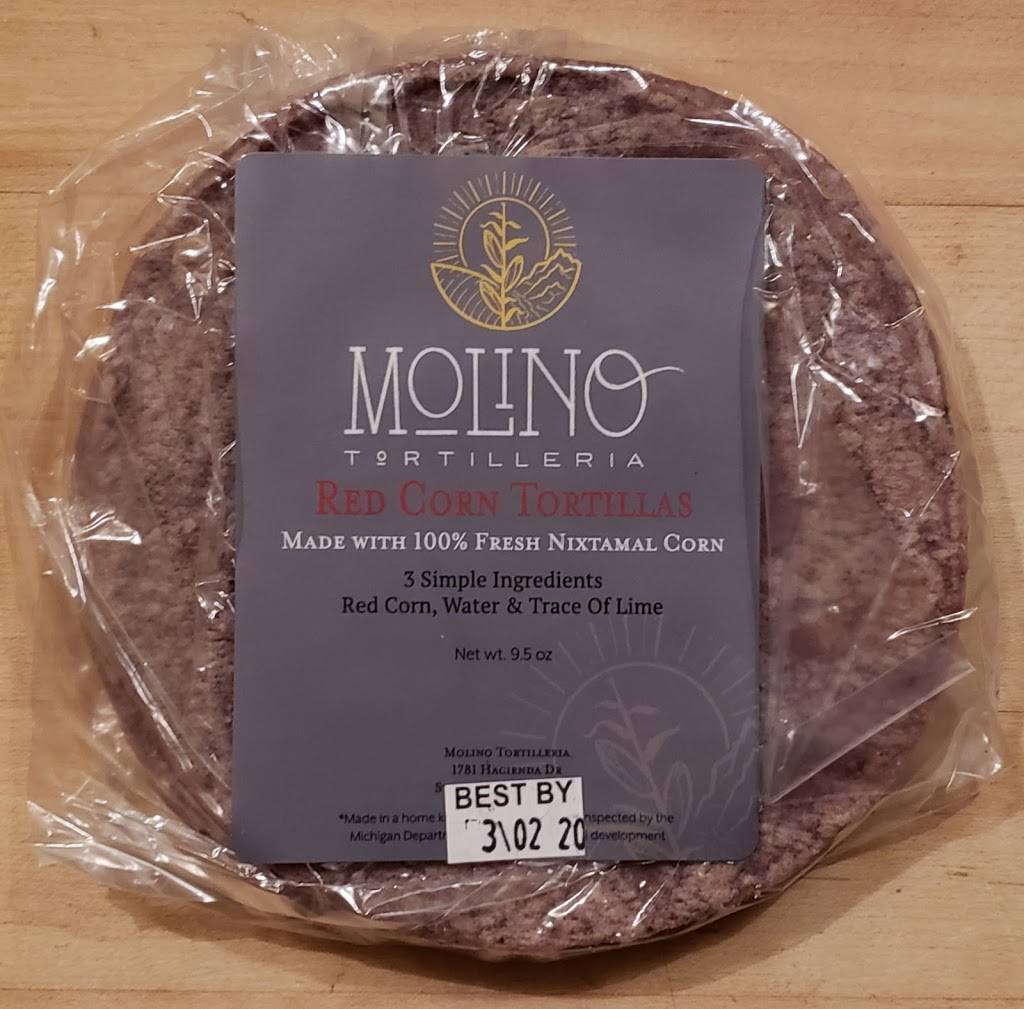 MOLINO
TORTILLERIA
RED CORN TORTILLAS
MADE WITH 100% FRESH NIXTAMAL CORN
3 Simple Ingredients
Red Corn, Water & Trace Of Lime
Net wt. 9.5 oz
MOLINO TORTILLERIA
1781 HACIENDA DR
BEST BY
3\02 20
*Made in a home nspected by the
Michigan development